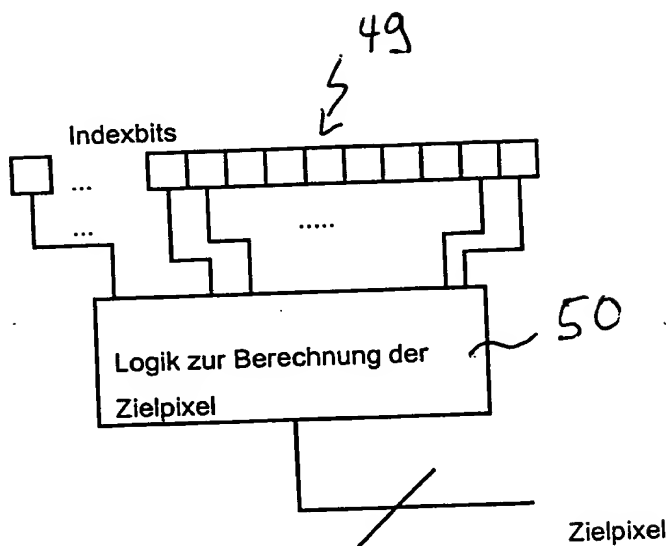 49
Indexbits
...
...
.....
Logik zur Berechnung der
Zielpixel
50
Zielpixel